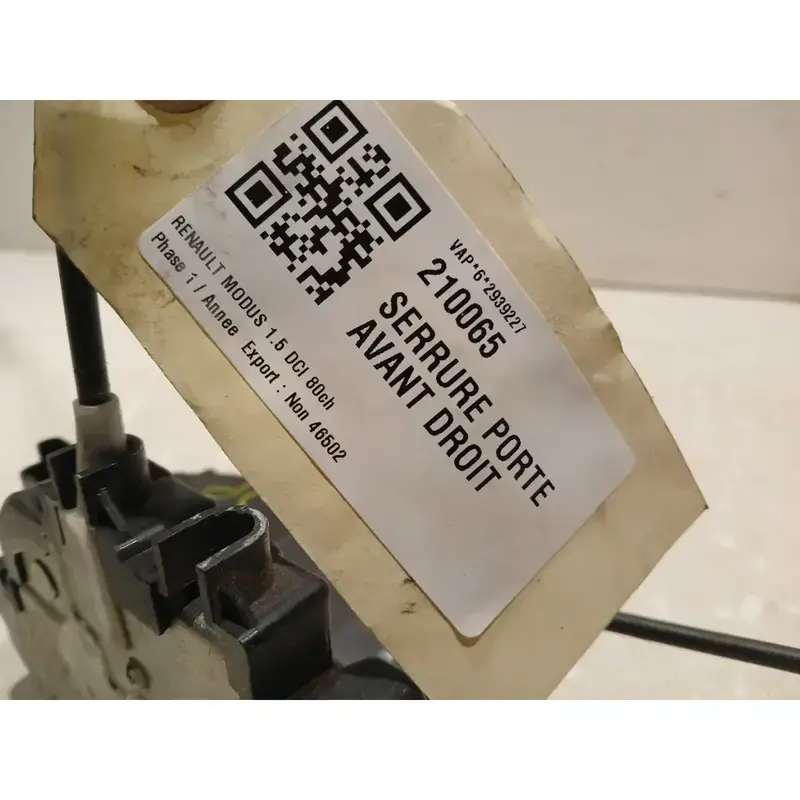 VAP*6*2939227
210065
SERRURE PORTE
AVANT DROIT
RENAULT MODUS 1.5 DCI 80ch
Phase 1 / Annee Export : Non 46502